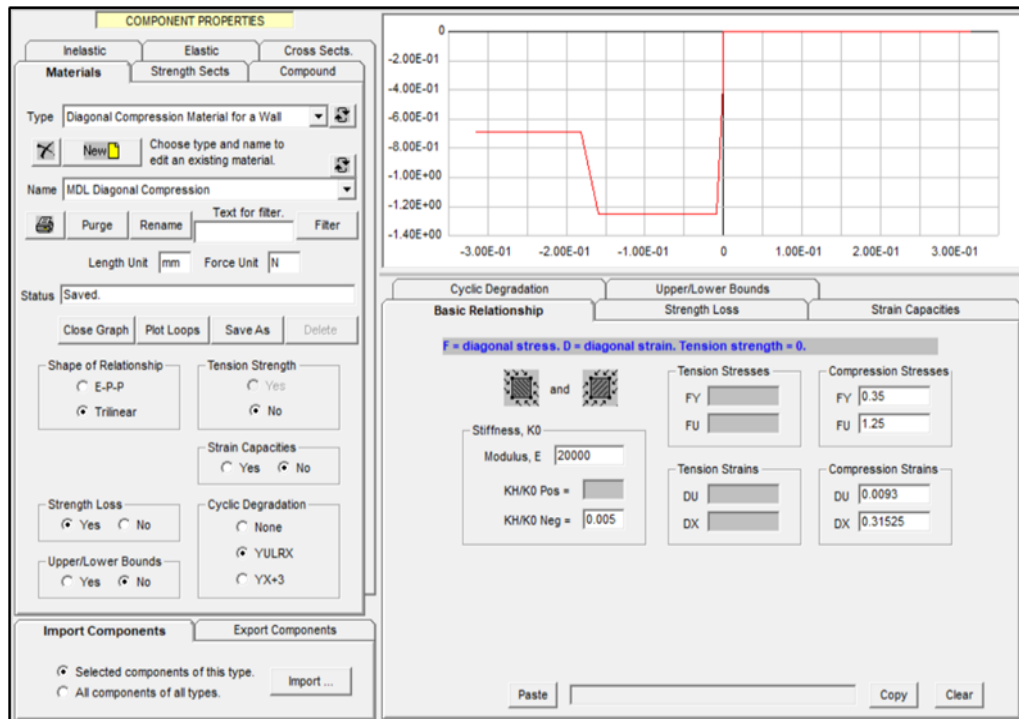 COMPONENT PROPERTIES
Inelastic Elastic Cross Sects.
Materials Strength Sects Compound
Type Diagonal Compression Material for a Wall
New Choose type and name to
edit an existing material.
Name MDL Diagonal Compression
Text for filter.
Purge Rename Filter
Length Unit mm Force Unit N
Status Saved.
Close Graph Plot Loops Save As Delete
Shape of Relationship
E-P-P
Trilinear
Tension Strength
Yes
No
Strain Capacities
Yes No
Strength Loss
Yes No
Cyclic Degradation
None
YULRX
YX+3
Upper/Lower Bounds
Yes No
Import Components Export Components
Selected components of this type.
All components of all types.
Import ...
0
-2.00E-01
-4.00E-01
-6.00E-01
-8.00E-01
-1.00E+00
-1.20E+00
-1.40E+00
-3.00E-01 -2.00E-01 -1.00E-01 0 1.00E-01 2.00E-01 3.00E-01
Cyclic Degradation Upper/Lower Bounds
Basic Relationship Strength Loss Strain Capacities
F = diagonal stress. D = diagonal strain. Tension strength = 0.
and
Stiffness, K0
Modulus, E 20000
KH/K0 Pos =
KH/K0 Neg = 0.005
Tension Stresses
FY
FU
Compression Stresses
FY 0.35
FU 1.25
Tension Strains
DU
DX
Compression Strains
DU 0.0093
DX 0.31525
Paste Copy Clear